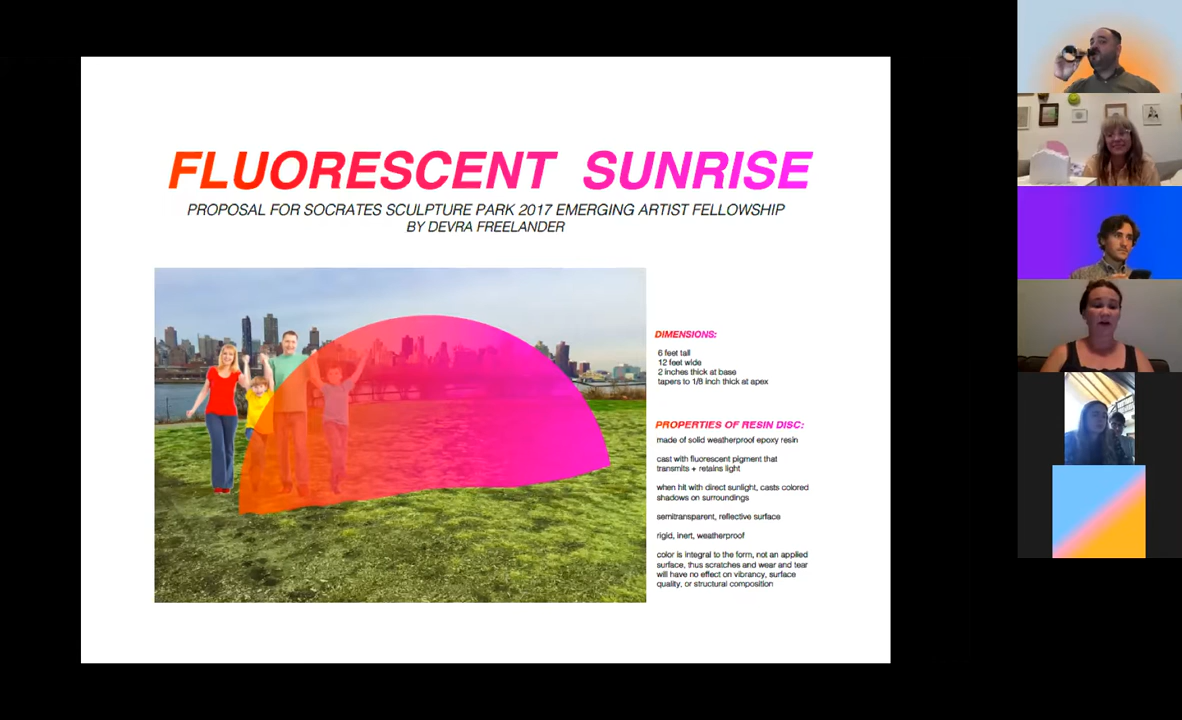 FLUORESCENT SUNRISE
PROPOSAL FOR SOCRATES SCULPTURE PARK 2017 EMERGING ARTIST FELLOWSHIP
BY DEVRA FREELANDER
DIMENSIONS:
6 feet tall
12 feet wide
2 inches thick at base
tapers to 1/8 inch thick at apex
PROPERTIES OF RESIN DISC:
made of solid weatherproof epoxy resin
cast with fluorescent pigment that
transmits + retains light
when hit with direct sunlight, casts colored
shadows on surroundings
semitransparent, reflective surface
rigid, inert, weatherproof
color is integral to the form, not an applied
surface, thus scratches and wear and tear
will have no effect on vibrancy, surface
quality, or structural composition